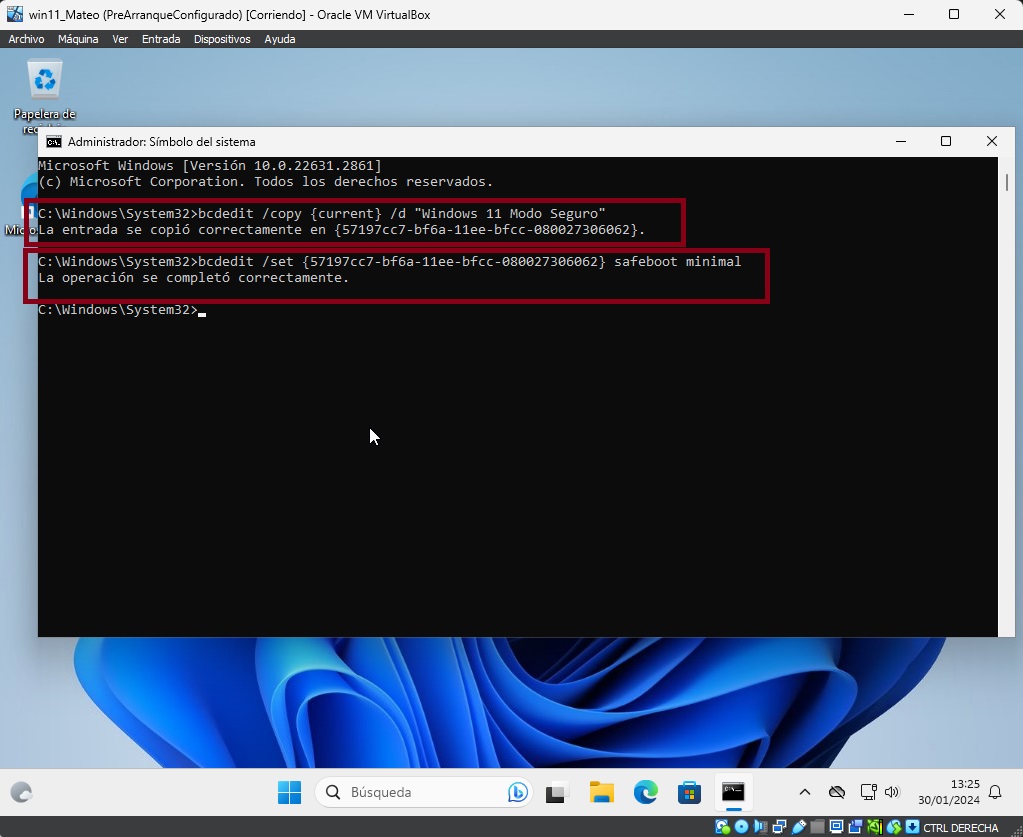 win11_Mateo (PreArranqueConfigurado) [Corriendo] - Oracle VM VirtualBox
Archivo Máquina Ver Entrada Dispositivos Ayuda
Papelera de
Administrador: Símbolo del sistema
Microsoft Windows [Versión 10.0.22631.2861]
(c) Microsoft Corporation. Todos los derechos reservados.
C:\Windows\System32>bcdedit /copy {current} /d "Windows 11 Modo Seguro"
La entrada se copió correctamente en {57197cc7-bf6a-11ee-bfcc-080027306062}.
C:\Windows\System32>bcdedit /set {57197cc7-bf6a-11ee-bfcc-080027306062} safeboot minimal
La operación se completó correctamente.
C:\Windows\System32>
Búsqueda
13:25
30/01/2024
CTRL DERECHA